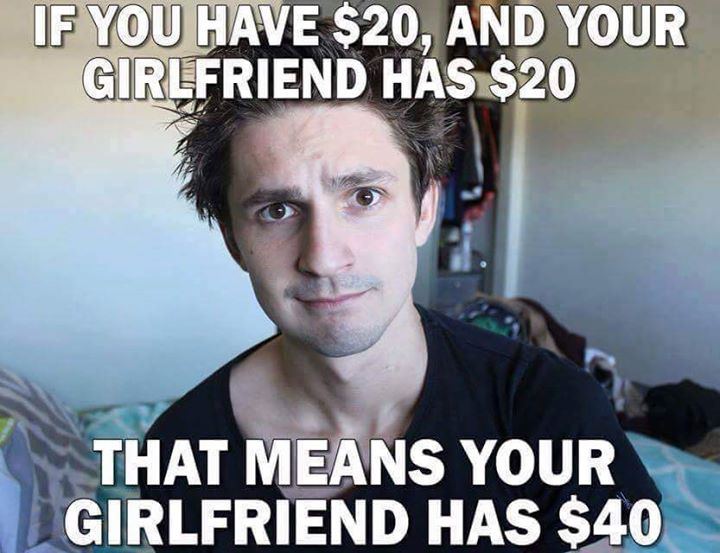 IF YOU HAVE $20, AND YOUR
GIRLFRIEND HAS $20
THAT MEANS YOUR
GIRLFRIEND HAS $40